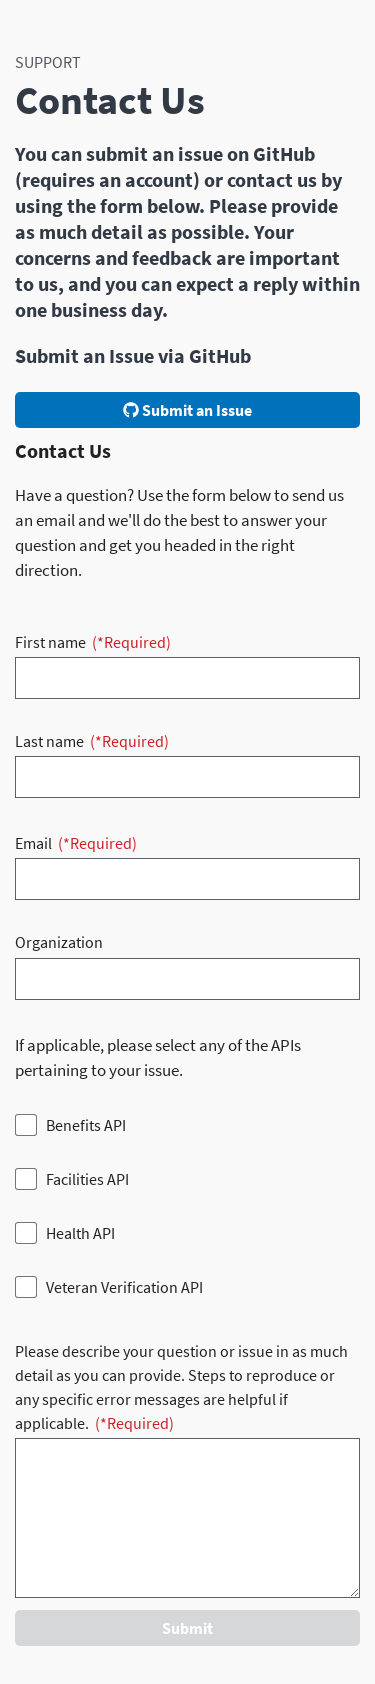 SUPPORT
Contact Us
You can submit an issue on GitHub
(requires an account) or contact us by
using the form below. Please provide
as much detail as possible. Your
concerns and feedback are important
to us, and you can expect a reply within
one business day.
Submit an Issue via GitHub
Submit an Issue
Contact Us
Have a question? Use the form below to send us
an email and we'll do the best to answer your
question and get you headed in the right
direction.
First name (*Required)
Last name (*Required)
Email (*Required)
Organization
If applicable, please select any of the APIs
pertaining to your issue.
Benefits API
Facilities API
Health API
Veteran Verification API
Please describe your question or issue in as much
detail as you can provide. Steps to reproduce or
any specific error messages are helpful if
applicable. (*Required)
Submit